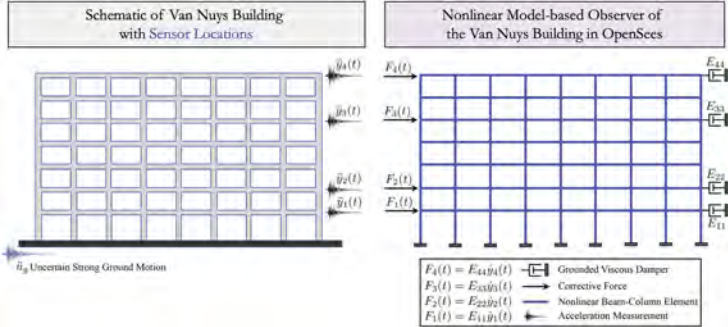 Schematic of Van Nuys Building
with Sensor Locations
Nonlinear Model-based Observer of
the Van Nuys Building in OpenSees
ÿ₄(t)
ÿ₃(t)
ÿ₂(t)
ÿ₁(t)
ü_g Uncertain Strong Ground Motion
F₄(t)
F₃(t)
F₂(t)
F₁(t)
E₄₄
E₃₃
E₂₂
E₁₁
F₄(t) = E₄₄ẏ₄(t) Grounded Viscous Damper
F₃(t) = E₃₃ẏ₃(t) Corrective Force
F₂(t) = E₂₂ẏ₂(t) Nonlinear Beam-Column Element
F₁(t) = E₁₁ẏ₁(t) Acceleration Measurement